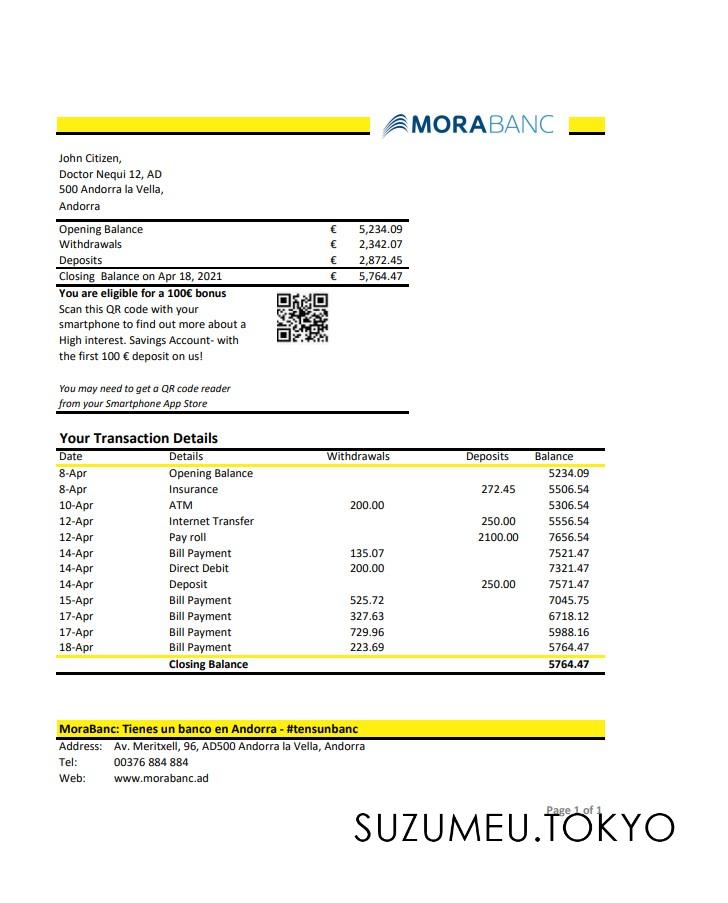 MORABANC
John Citizen,
Doctor Nequi 12, AD
500 Andorra la Vella,
Andorra
Opening Balance € 5,234.09
Withdrawals € 2,342.07
Deposits € 2,872.45
Closing  Balance on Apr 18, 2021 € 5,764.47
You are eligible for a 100€ bonus
Scan this QR code with your
smartphone to find out more about a
High interest. Savings Account- with
the first 100 € deposit on us!
You may need to get a QR code reader
from your Smartphone App Store
Your Transaction Details
Date Details Withdrawals Deposits Balance
8-Apr Opening Balance 5234.09
8-Apr Insurance 272.45 5506.54
10-Apr ATM 200.00 5306.54
12-Apr Internet Transfer 250.00 5556.54
12-Apr Pay roll 2100.00 7656.54
14-Apr Bill Payment 135.07 7521.47
14-Apr Direct Debit 200.00 7321.47
14-Apr Deposit 250.00 7571.47
15-Apr Bill Payment 525.72 7045.75
17-Apr Bill Payment 327.63 6718.12
17-Apr Bill Payment 729.96 5988.16
18-Apr Bill Payment 223.69 5764.47
Closing Balance 5764.47
MoraBanc: Tienes un banco en Andorra - #tensunbanc
Address: Av. Meritxell, 96, AD500 Andorra la Vella, Andorra
Tel: 00376 884 884
Web: www.morabanc.ad
Page 1 of 1
SUZUMEU.TOKYO